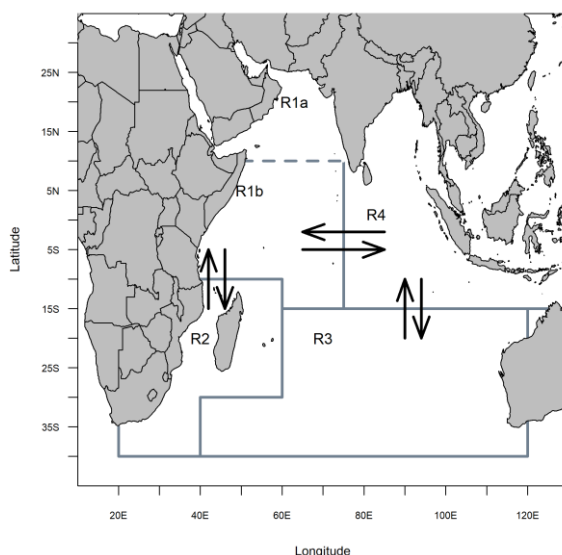 25N
R1a
15N
5N
R1b
R4
5S
15S
R2
R3
25S
35S
20E
40E
60E
80E
100E
120E
Latitude
Longitude